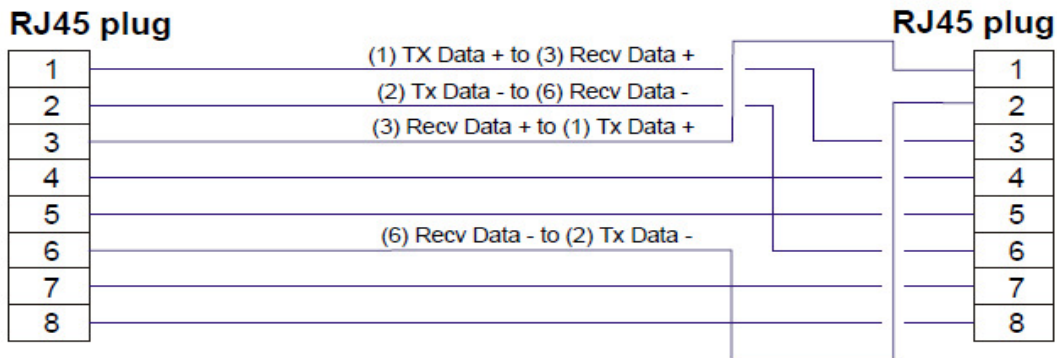 RJ45 plug
RJ45 plug
1 (1) TX Data + to (3) Recv Data + 1
2 (2) Tx Data - to (6) Recv Data - 2
3 (3) Recv Data + to (1) Tx Data + 3
4 4
5 5
6 (6) Recv Data - to (2) Tx Data - 6
7 7
8 8